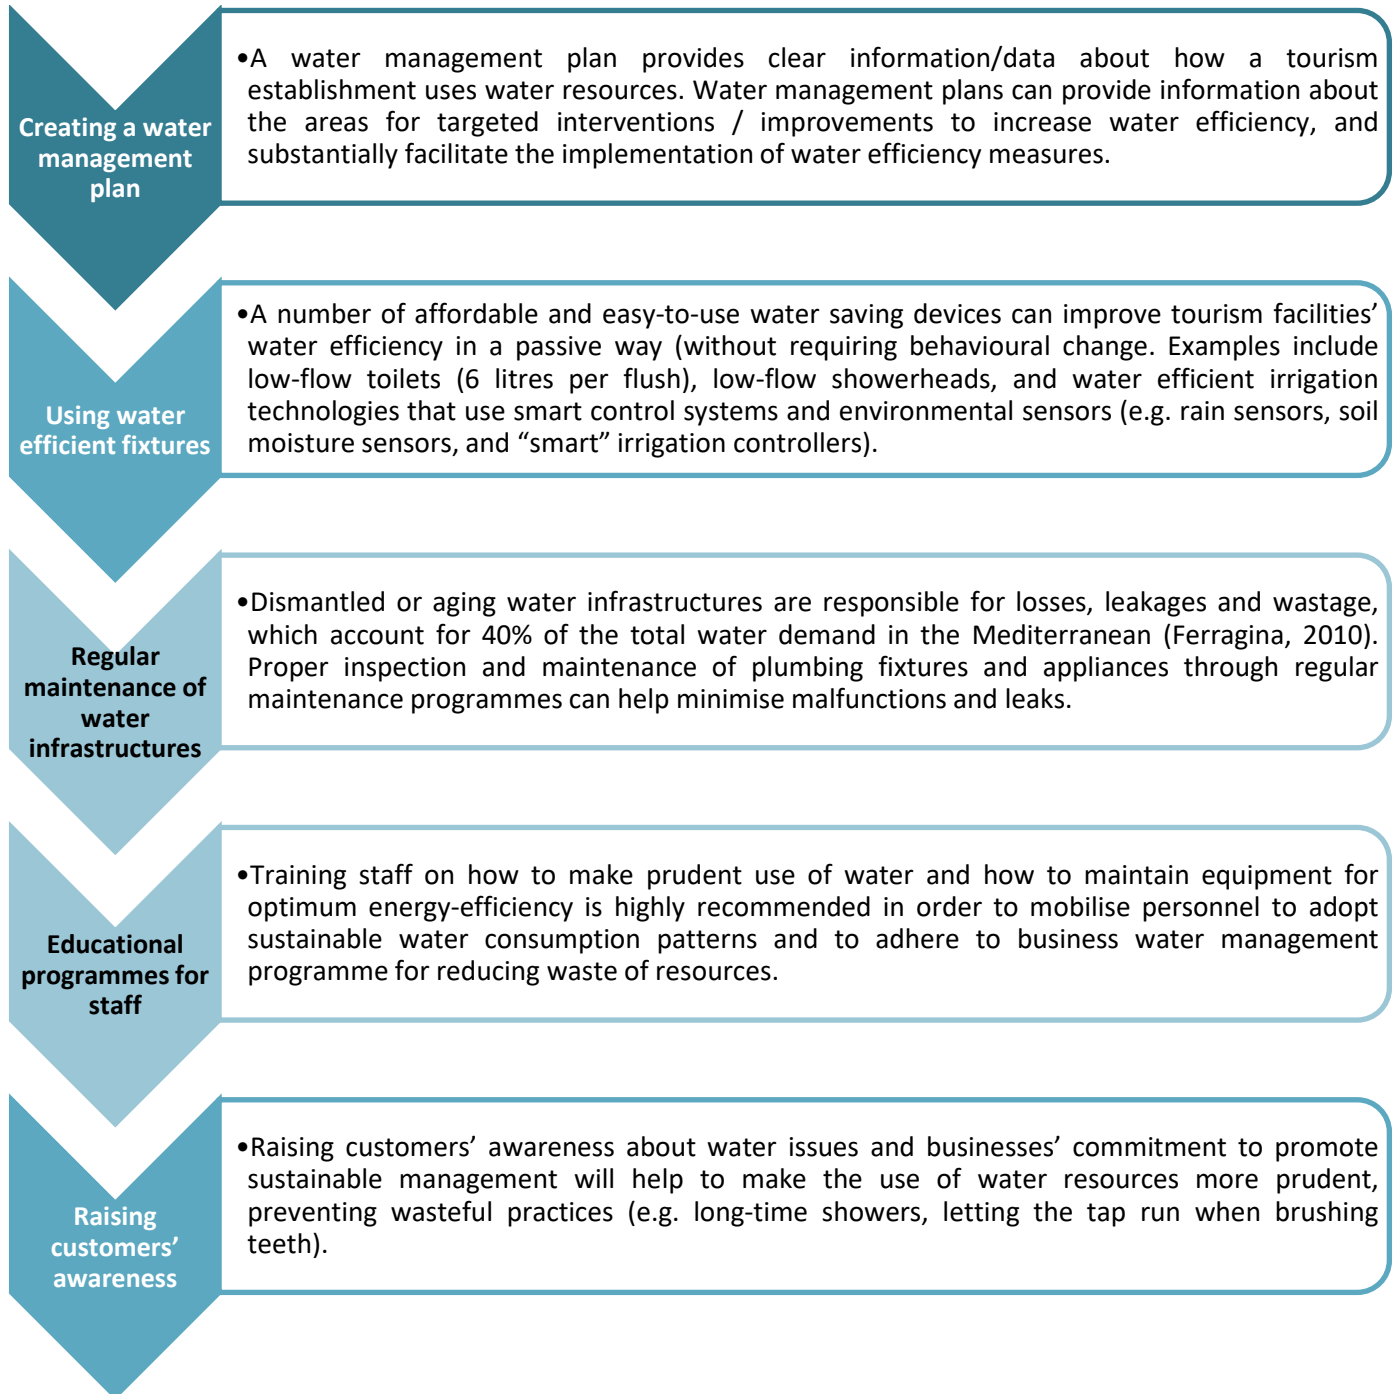 Creating a water
management
plan
•A water management plan provides clear information/data about how a tourism
establishment uses water resources. Water management plans can provide information about
the areas for targeted interventions / improvements to increase water efficiency, and
substantially facilitate the implementation of water efficiency measures.
Using water
efficient fixtures
•A number of affordable and easy-to-use water saving devices can improve tourism facilities’
water efficiency in a passive way (without requiring behavioural change. Examples include
low-flow toilets (6 litres per flush), low-flow showerheads, and water efficient irrigation
technologies that use smart control systems and environmental sensors (e.g. rain sensors, soil
moisture sensors, and “smart” irrigation controllers).
Regular
maintenance of
water
infrastructures
•Dismantled or aging water infrastructures are responsible for losses, leakages and wastage,
which account for 40% of the total water demand in the Mediterranean (Ferragina, 2010).
Proper inspection and maintenance of plumbing fixtures and appliances through regular
maintenance programmes can help minimise malfunctions and leaks.
Educational
programmes for
staff
•Training staff on how to make prudent use of water and how to maintain equipment for
optimum energy-efficiency is highly recommended in order to mobilise personnel to adopt
sustainable water consumption patterns and to adhere to business water management
programme for reducing waste of resources.
Raising
customers’
awareness
•Raising customers’ awareness about water issues and businesses’ commitment to promote
sustainable management will help to make the use of water resources more prudent,
preventing wasteful practices (e.g. long-time showers, letting the tap run when brushing
teeth).